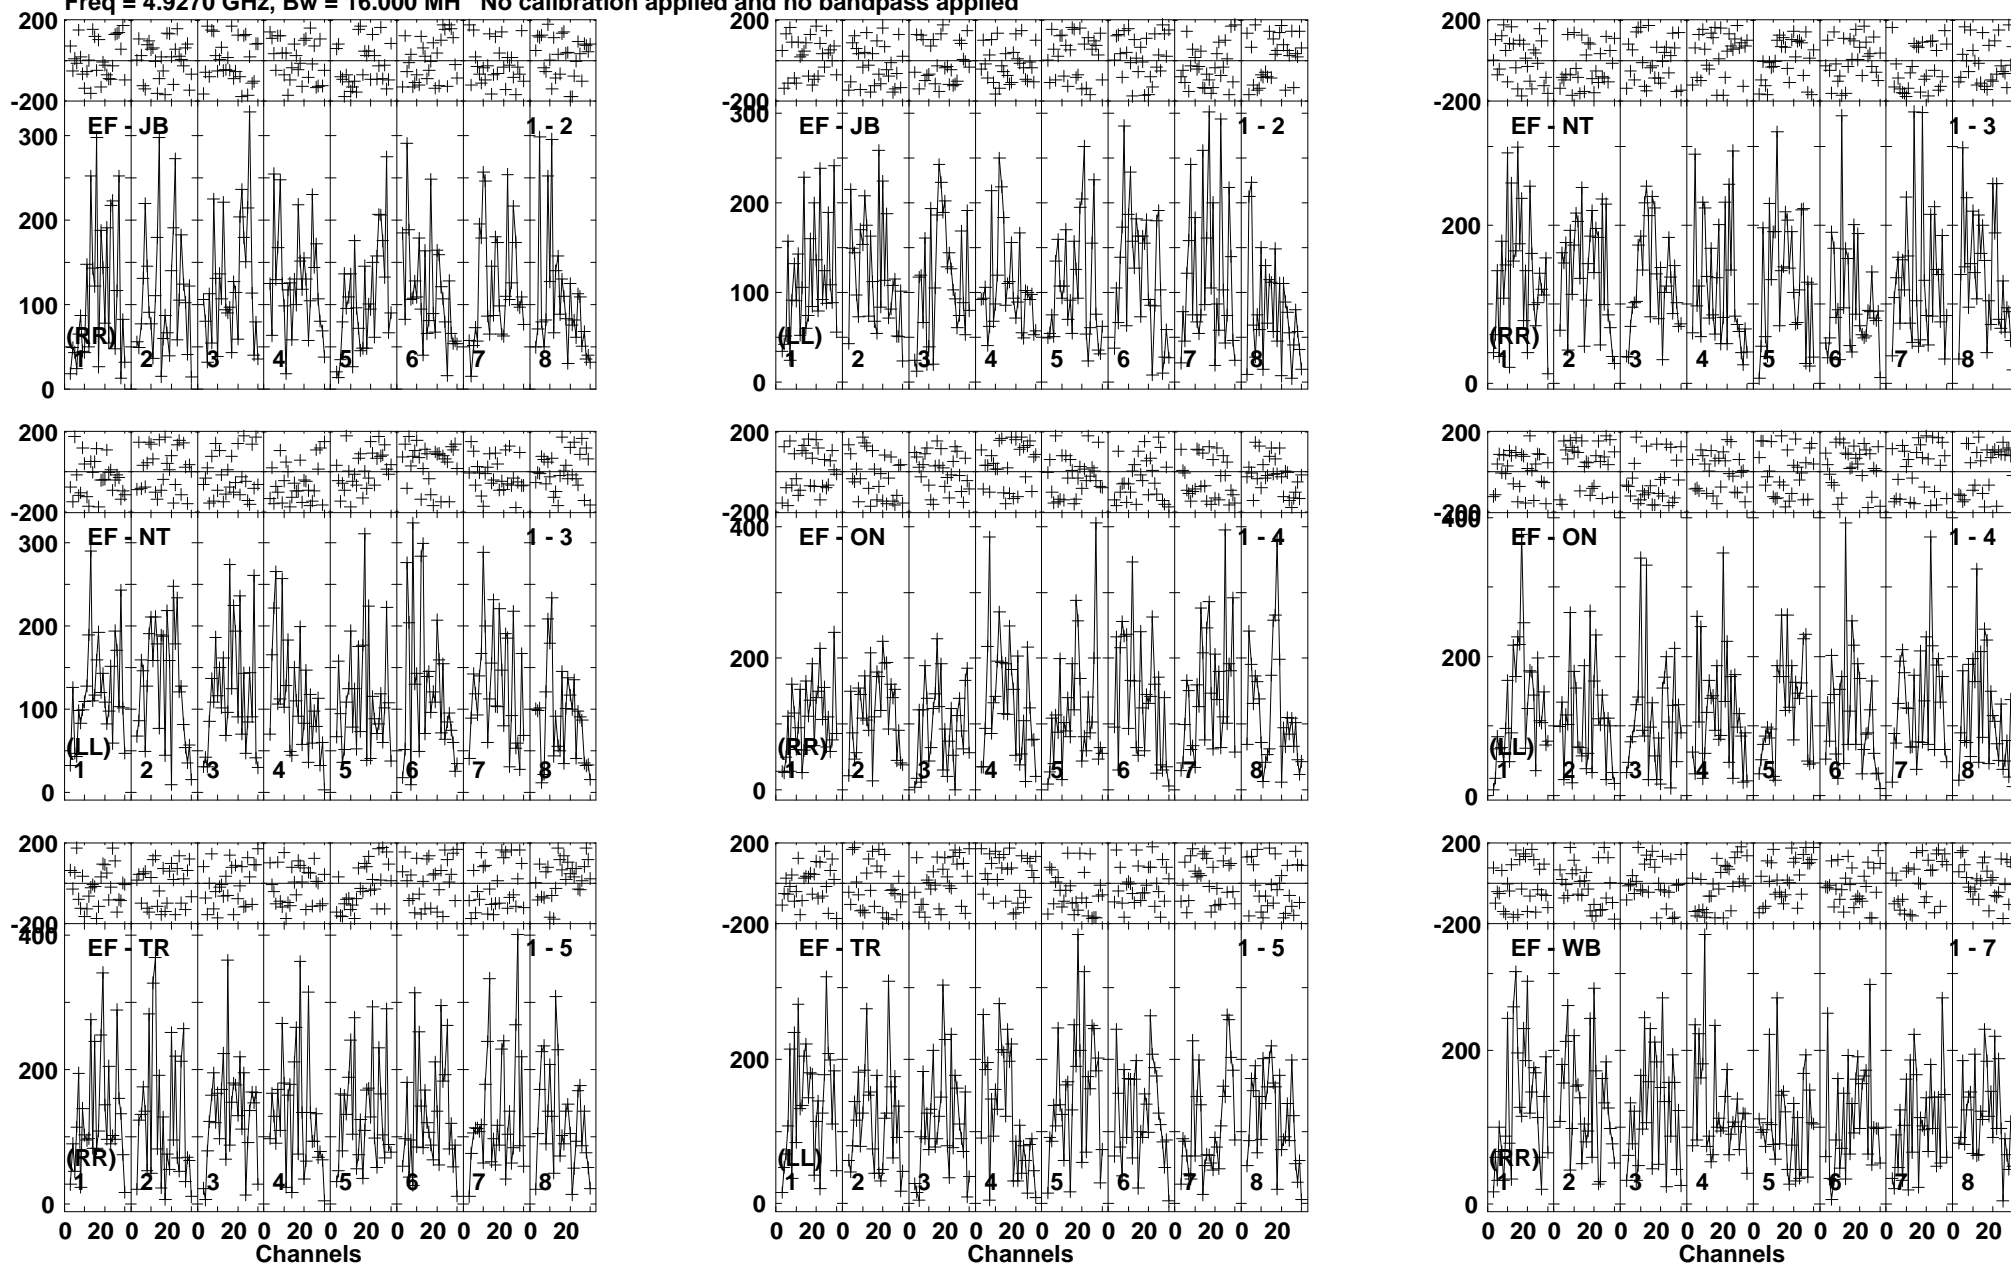 Freq = 4.9270 GHz, Bw = 16.000 MH No calibration applied and no bandpass applied
200 200 200
-200 -200 -200
EF - JB 1 - 2 EF - JB 1 - 2 EF - NT 1 - 3
300 300
200 200 200
100 100
(RR) (LL) (RR)
1 2 3 4 5 6 7 8 1 2 3 4 5 6 7 8 1 2 3 4 5 6 7 8
0 0 0
200 200 200
-200 -200 -200
EF - NT 1 - 3 EF - ON 1 - 4 EF - ON 1 - 4
300 400 400
200 200 200
100
(LL) (RR) (LL)
1 2 3 4 5 6 7 8 1 2 3 4 5 6 7 8 1 2 3 4 5 6 7 8
0 0 0
200 200 200
-200 -200 -200
400
EF - TR 1 - 5 EF - TR 1 - 5 EF - WB 1 - 7
200 200 200
(RR) (LL) (RR)
1 2 3 4 5 6 7 8 1 2 3 4 5 6 7 8 1 2 3 4 5 6 7 8
0 0 0
0 20 0 20 0 20 0 20 0 20 0 20 0 20 0 20 0 20 0 20 0 20 0 20 0 20 0 20 0 20 0 20 0 20 0 20 0 20 0 20 0 20 0 20 0 20 0 20
Channels Channels Channels